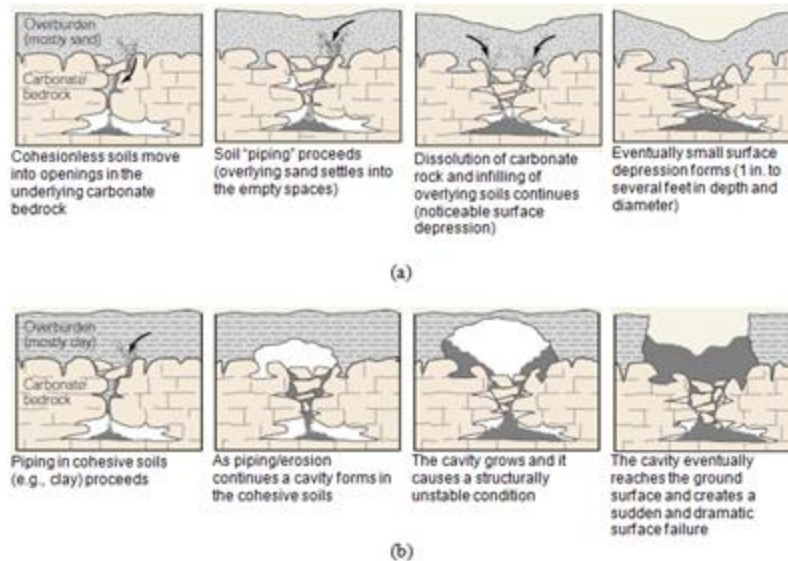 Overburden
(mostly sand)
Carbonate/
bedrock
Cohesionless soils move
into openings in the
underlying carbonate
bedrock
Soil "piping" proceeds
(overlying sand settles into
the empty spaces)
Dissolution of carbonate
rock and infilling of
overlying soils continues
(noticeable surface
depression)
Eventually small surface
depression forms (1 in. to
several feet in depth and
diameter)
(a)
Overburden
(mostly clay)
Carbonate/
bedrock
Piping in cohesive soils
(e.g., clay) proceeds
As piping/erosion
continues a cavity forms in
the cohesive soils
The cavity grows and it
causes a structurally
unstable condition
The cavity eventually
reaches the ground
surface and creates a
sudden and dramatic
surface failure
(b)